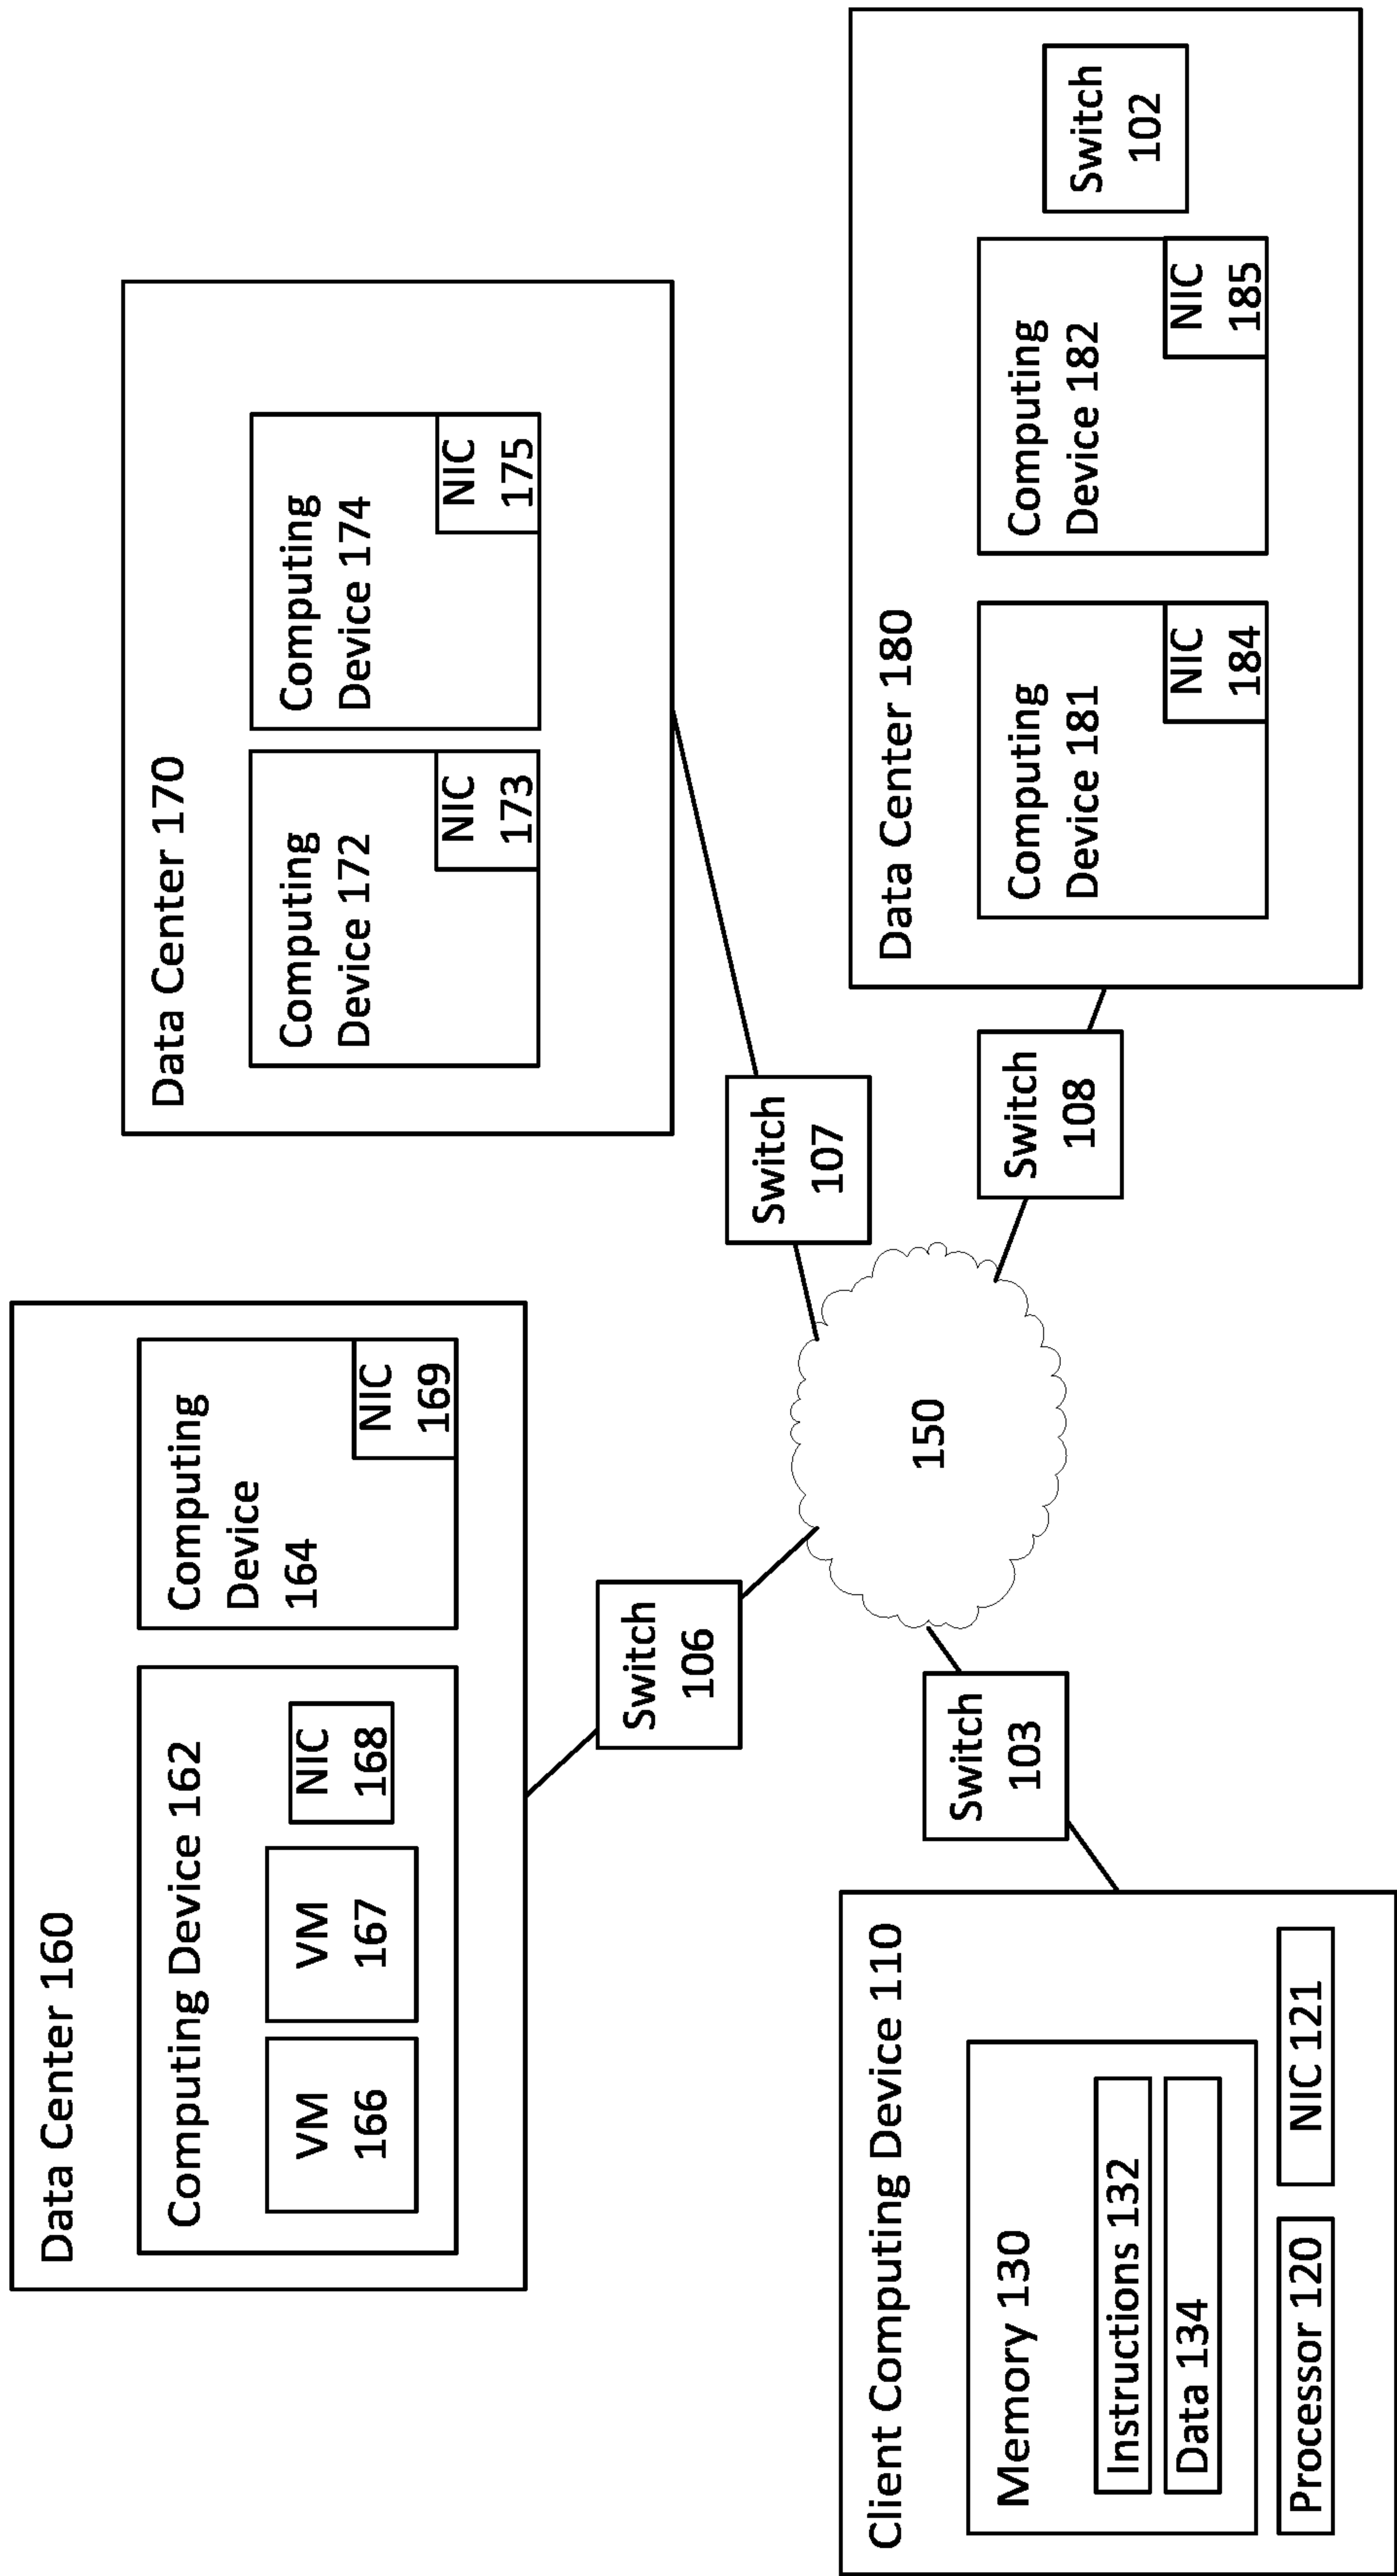 Data Center 160
Computing Device 162
VM
166
VM
167
NIC
168
Computing
Device
164
NIC
169
Data Center 170
Computing
Device 172
NIC
173
Computing
Device 174
NIC
175
Switch
106
Switch
107
150
Switch
103
Switch
108
Client Computing Device 110
Memory 130
Instructions 132
Data 134
Processor 120
NIC 121
Data Center 180
Computing
Device 181
NIC
184
Computing
Device 182
NIC
185
Switch
102